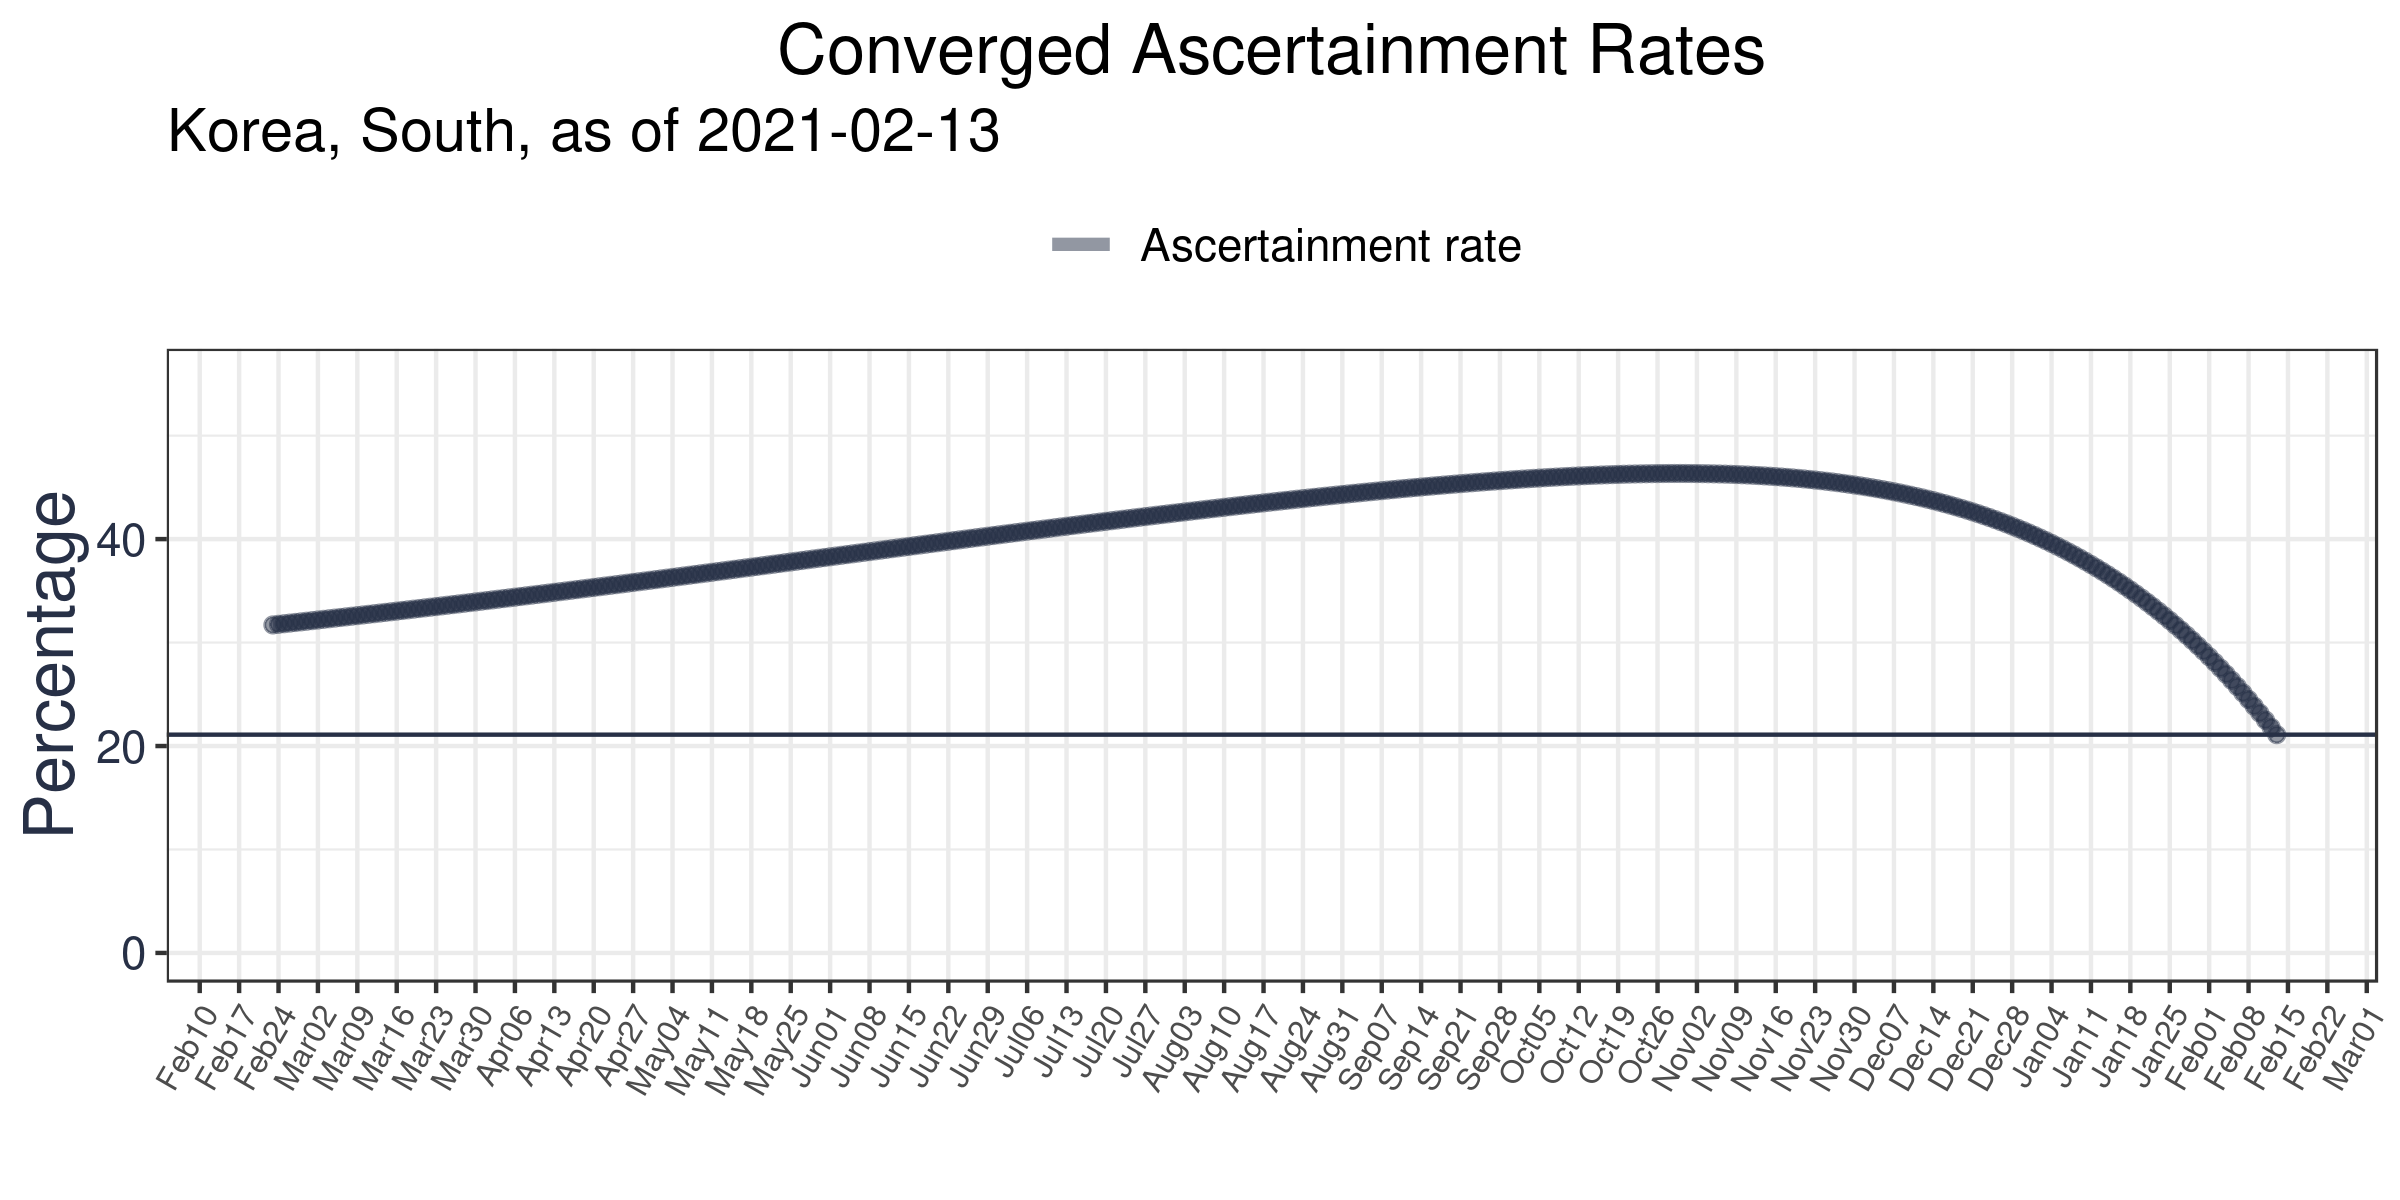 Converged Ascertainment Rates
Korea, South, as of 2021-02-13
Ascertainment rate
Percentage
40
20
0
Feb10
Feb17
Feb24
Mar02
Mar09
Mar16
Mar23
Mar30
Apr06
Apr13
Apr20
Apr27
May04
May11
May18
May25
Jun01
Jun08
Jun15
Jun22
Jun29
Jul06
Jul13
Jul20
Jul27
Aug03
Aug10
Aug17
Aug24
Aug31
Sep07
Sep14
Sep21
Sep28
Oct05
Oct12
Oct19
Oct26
Nov02
Nov09
Nov16
Nov23
Nov30
Dec07
Dec14
Dec21
Dec28
Jan04
Jan11
Jan18
Jan25
Feb01
Feb08
Feb15
Feb22
Mar01